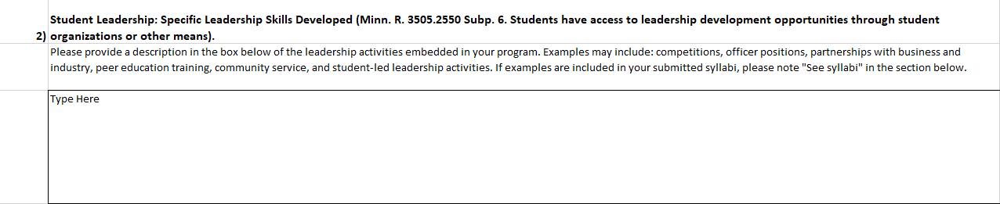 Student Leadership: Specific Leadership Skills Developed (Minn. R. 3505.2550 Subp. 6. Students have access to leadership development opportunities through student
2) organizations or other means).
Please provide a description in the box below of the leadership activities embedded in your program. Examples may include: competitions, officer positions, partnerships with business and
industry, peer education training, community service, and student-led leadership activities. If examples are included in your submitted syllabi, please note "See syllabi" in the section below.
Type Here